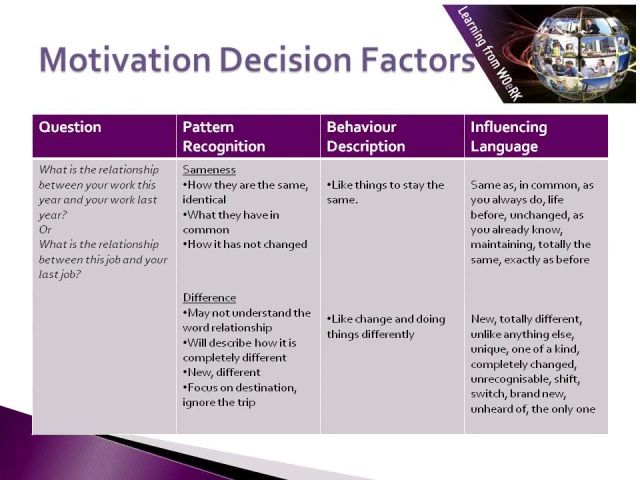 Motivation Decision Factors
Learning from WOeRK
Question
Pattern
Recognition
Behaviour
Description
Influencing
Language
What is the relationship
between your work this
year and your work last
year?
Or
What is the relationship
between this job and your
last job?
Sameness
•How they are the same,
identical
•What they have in
common
•How it has not changed
•Like things to stay the
same.
Same as, in common, as
you always do, life
before, unchanged, as
you already know,
maintaining, totally the
same, exactly as before
Difference
•May not understand the
word relationship
•Will describe how it is
completely different
•New, different
•Focus on destination,
ignore the trip
•Like change and doing
things differently
New, totally different,
unlike anything else,
unique, one of a kind,
completely changed,
unrecognisable, shift,
switch, brand new,
unheard of, the only one